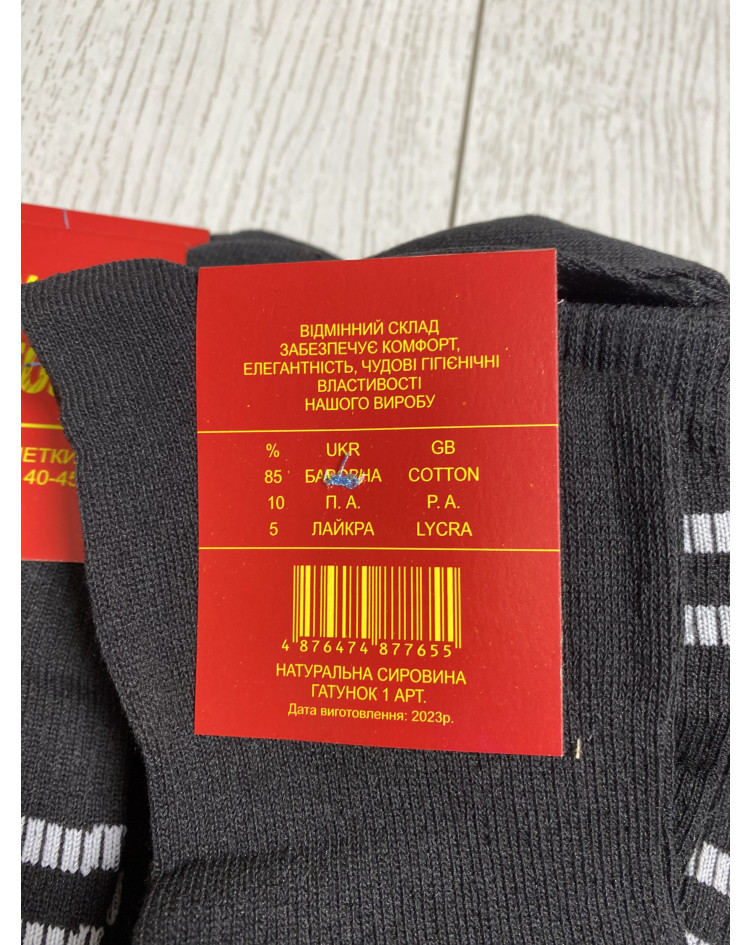 ВІДМІННИЙ СКЛАД
ЗАБЕЗПЕЧУЄ КОМФОРТ,
ЕЛЕГАНТНІСТЬ, ЧУДОВІ ГІГІЄНІЧНІ
ВЛАСТИВОСТІ
НАШОГО ВИРОБУ
% UKR GB
85 БАВОВНА COTTON
10 П. А. P. A.
5 ЛАЙКРА LYCRA
4 876474 877655
НАТУРАЛЬНА СИРОВИНА
ГАТУНОК 1 АРТ.
Дата виготовлення: 2023р.
40-45